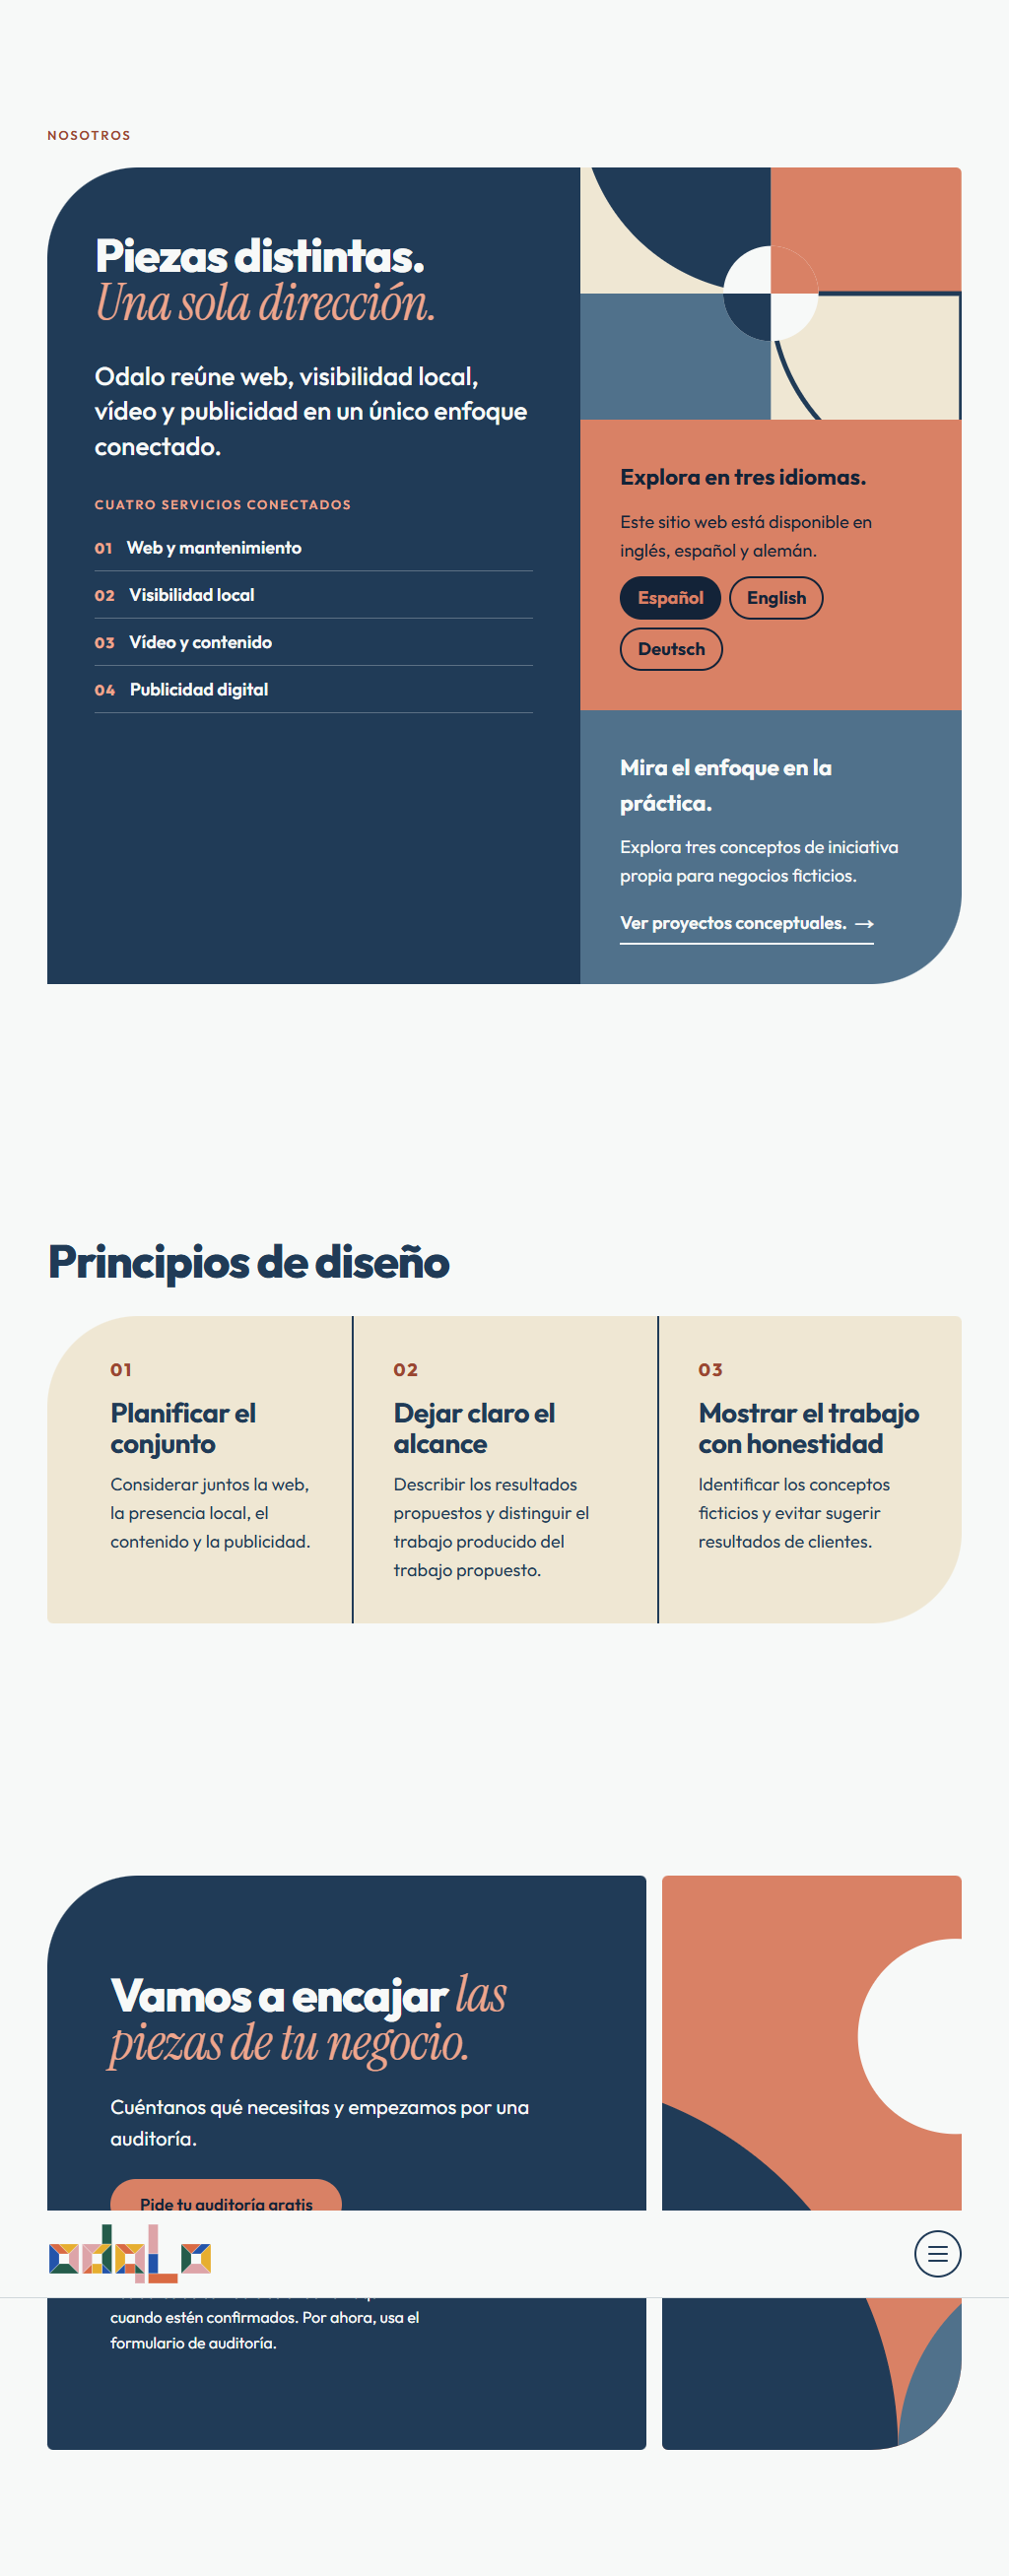 NOSOTROS
Piezas distintas.
Una sola dirección.
Odalo reúne web, visibilidad local,
vídeo y publicidad en un único enfoque
conectado.
CUATRO SERVICIOS CONECTADOS
01 Web y mantenimiento
02 Visibilidad local
03 Vídeo y contenido
04 Publicidad digital
Explora en tres idiomas.
Este sitio web está disponible en
inglés, español y alemán.
Español English
Deutsch
Mira el enfoque en la
práctica.
Explora tres conceptos de iniciativa
propia para negocios ficticios.
Ver proyectos conceptuales. →
Principios de diseño
01
Planificar el
conjunto
Considerar juntos la web,
la presencia local, el
contenido y la publicidad.
02
Dejar claro el
alcance
Describir los resultados
propuestos y distinguir el
trabajo producido del
trabajo propuesto.
03
Mostrar el trabajo
con honestidad
Identificar los conceptos
ficticios y evitar sugerir
resultados de clientes.
Vamos a encajar las
piezas de tu negocio.
Cuéntanos qué necesitas y empezamos por una
auditoría.
Pide tu auditoría gratis
odalo
cuando estén confirmados. Por ahora, usa el
formulario de auditoría.